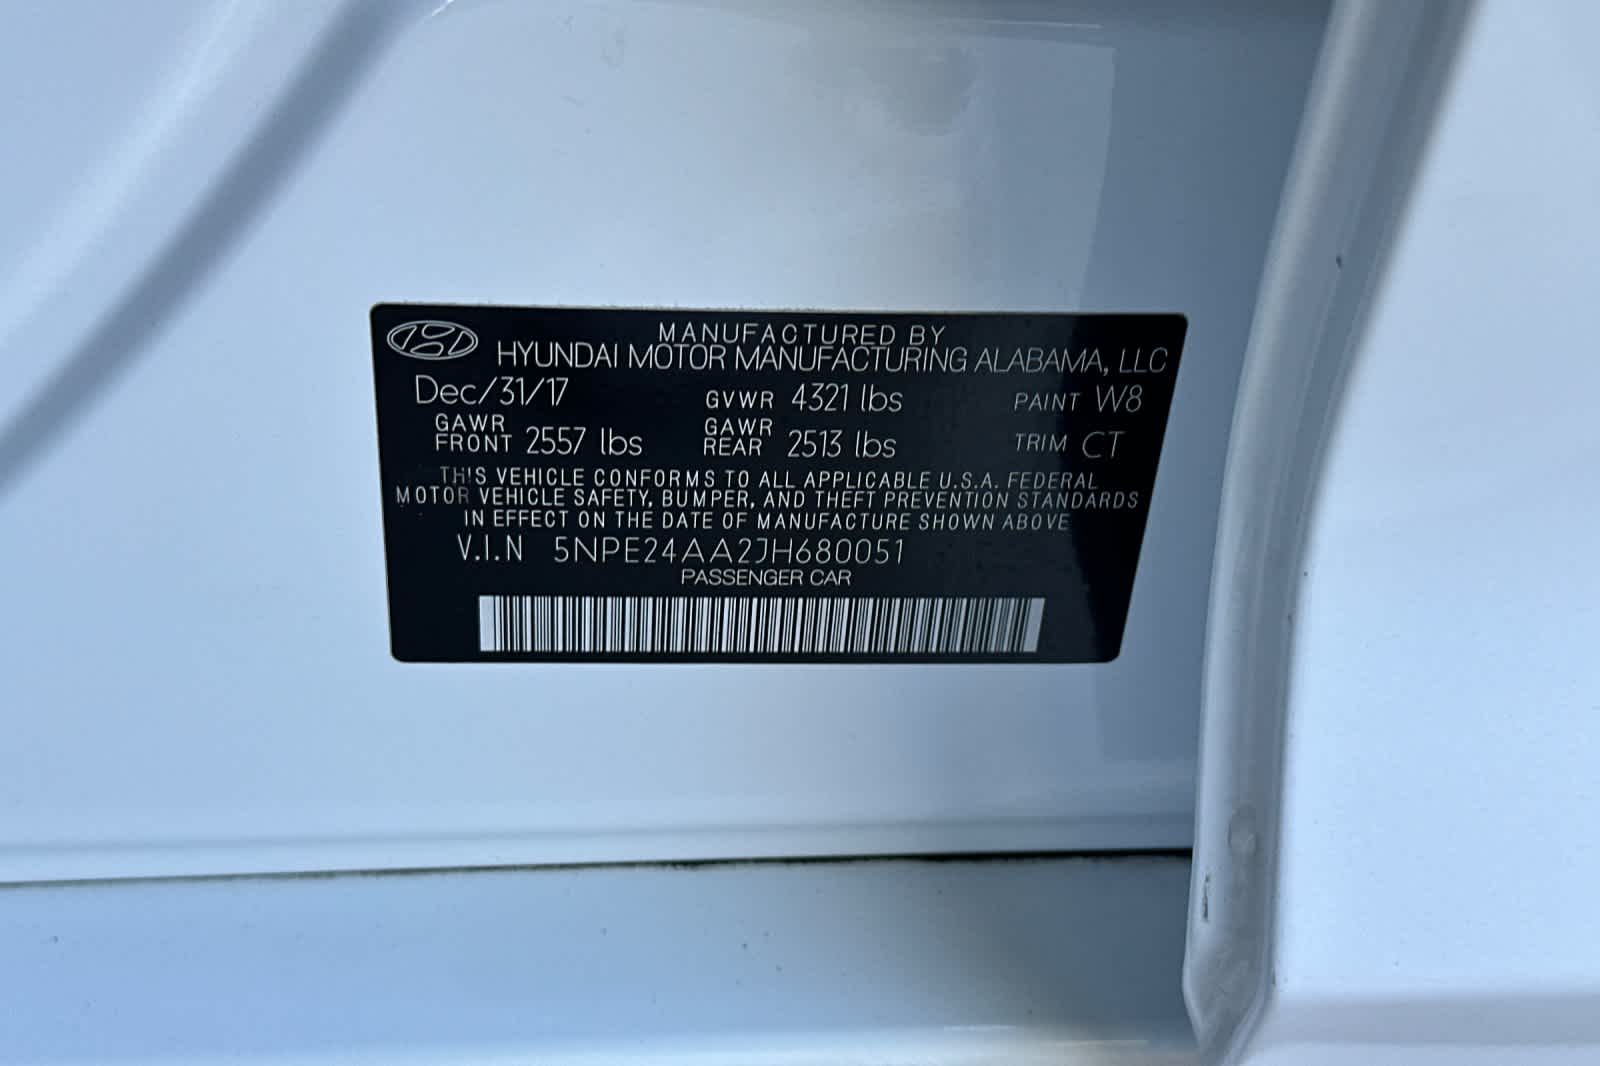 MANUFACTURED BY
HYUNDAI MOTOR MANUFACTURING ALABAMA, LLC
Dec/31/17 GVWR 4321 lbs PAINT W8
GAWR FRONT 2557 lbs GAWR REAR 2513 lbs TRIM CT
THIS VEHICLE CONFORMS TO ALL APPLICABLE U.S.A. FEDERAL
MOTOR VEHICLE SAFETY, BUMPER, AND THEFT PREVENTION STANDARDS
IN EFFECT ON THE DATE OF MANUFACTURE SHOWN ABOVE
V.I.N 5NPE24AA2JH680051
PASSENGER CAR